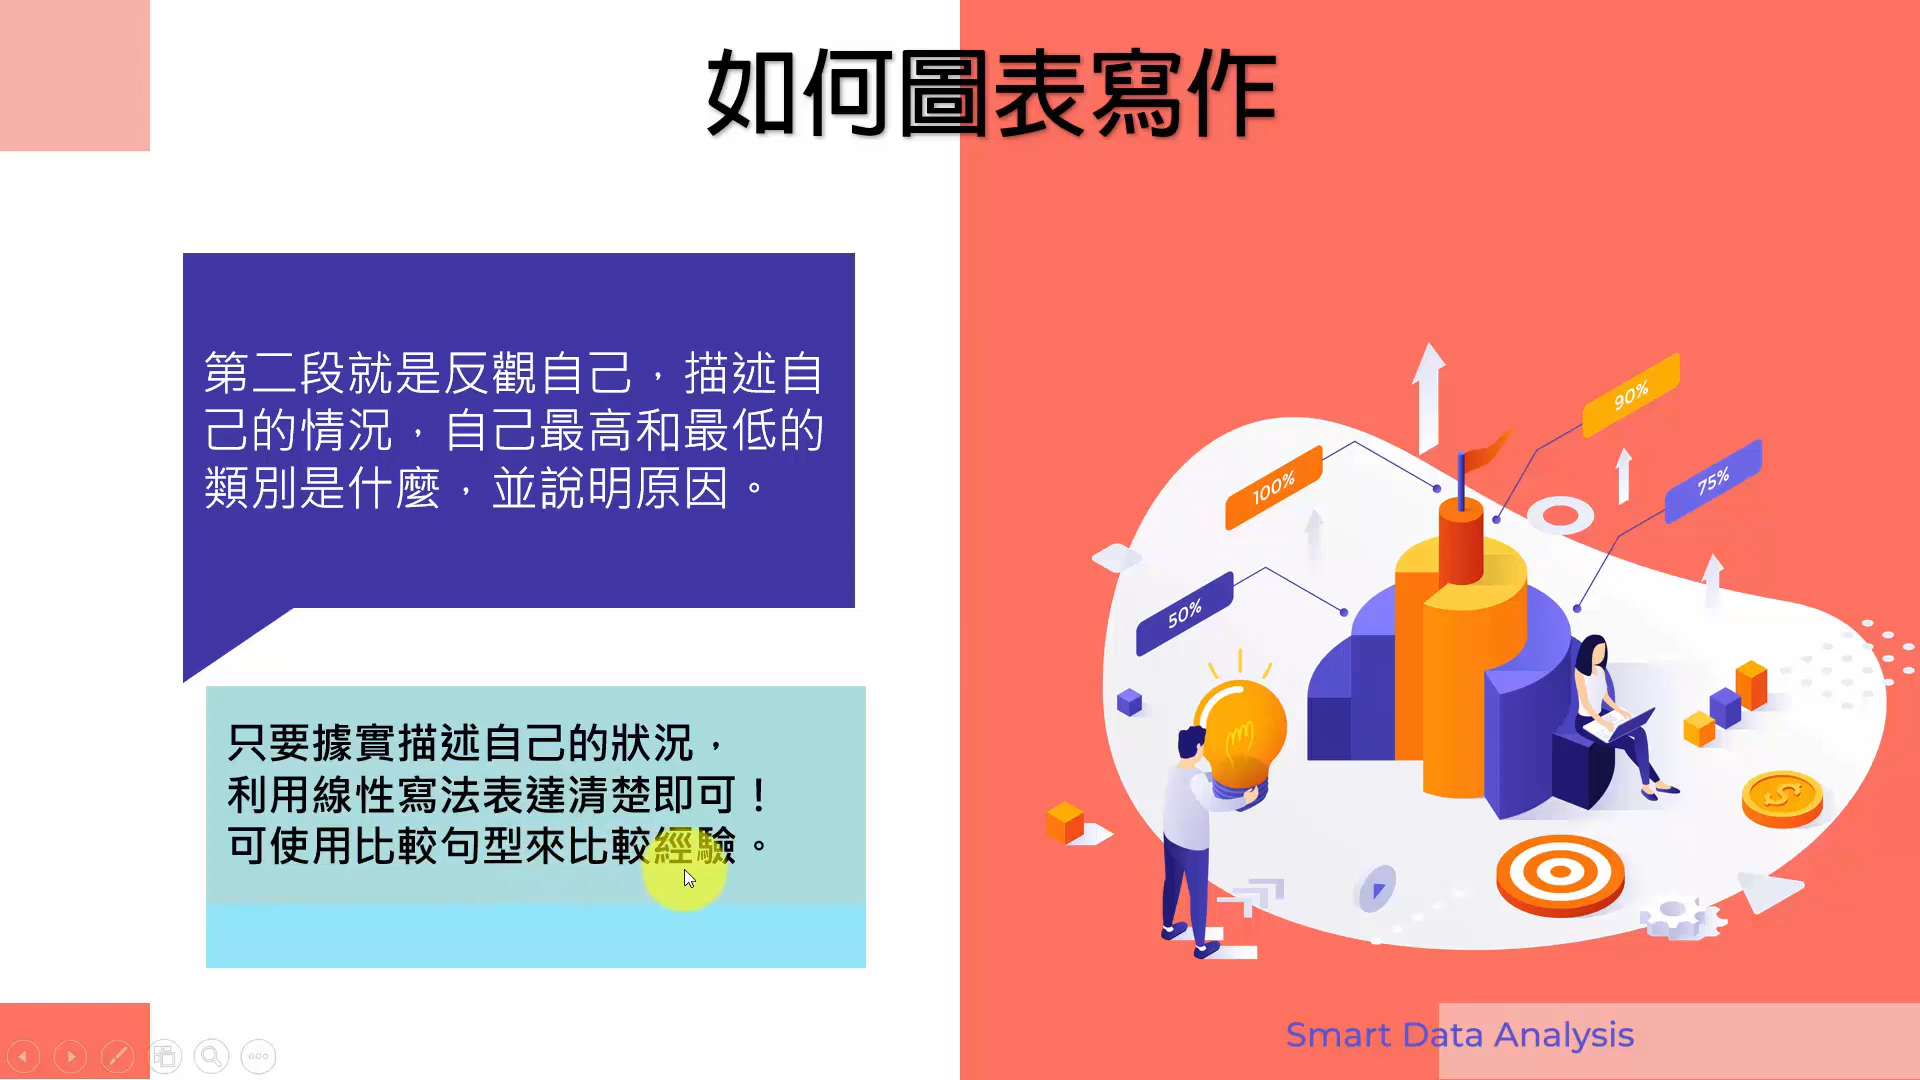 如何圖表寫作
第二段就是反觀自己，描述自
己的情況，自己最高和最低的
類別是什麼，並說明原因。
只要據實描述自己的狀況，
利用線性寫法表達清楚即可！
可使用比較句型來比較經驗。
90%
100%
75%
50%
Smart Data Analysis